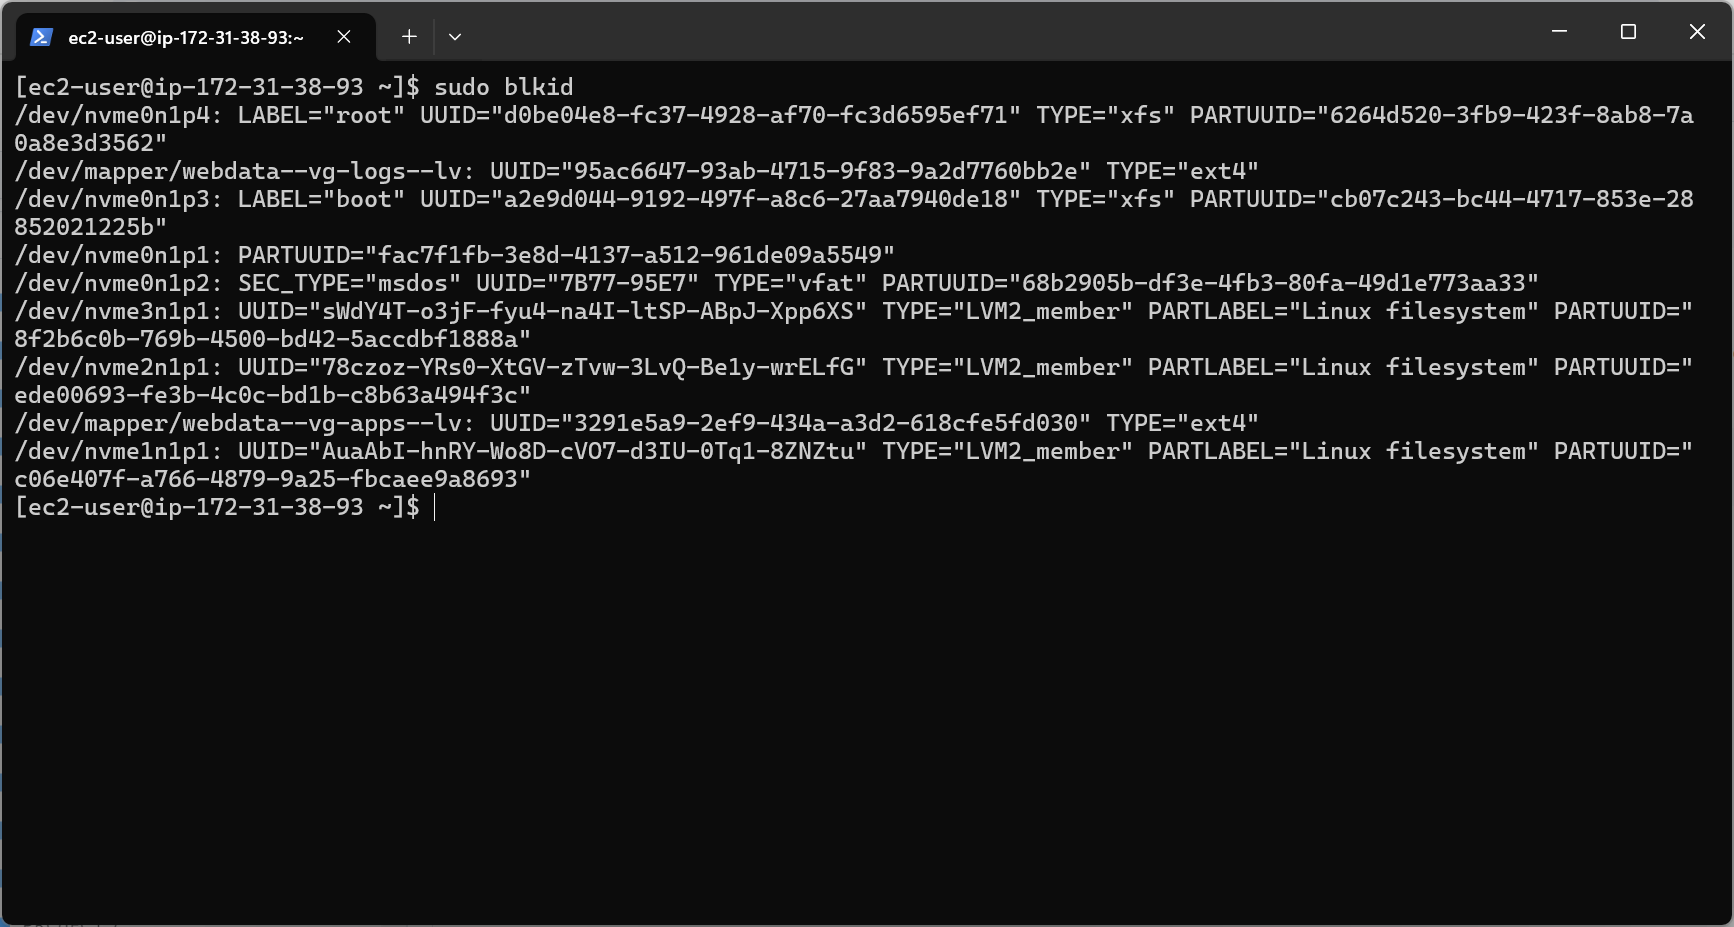 ec2-user@ip-172-31-38-93:~
[ec2-user@ip-172-31-38-93 ~]$ sudo blkid
/dev/nvme0n1p4: LABEL="root" UUID="d0be04e8-fc37-4928-af70-fc3d6595ef71" TYPE="xfs" PARTUUID="6264d520-3fb9-423f-8ab8-7a
0a8e3d3562"
/dev/mapper/webdata--vg-logs--lv: UUID="95ac6647-93ab-4715-9f83-9a2d7760bb2e" TYPE="ext4"
/dev/nvme0n1p3: LABEL="boot" UUID="a2e9d044-9192-497f-a8c6-27aa7940de18" TYPE="xfs" PARTUUID="cb07c243-bc44-4717-853e-28
852021225b"
/dev/nvme0n1p1: PARTUUID="fac7f1fb-3e8d-4137-a512-961de09a5549"
/dev/nvme0n1p2: SEC_TYPE="msdos" UUID="7B77-95E7" TYPE="vfat" PARTUUID="68b2905b-df3e-4fb3-80fa-49d1e773aa33"
/dev/nvme3n1p1: UUID="sWdY4T-o3jF-fyu4-na4I-ltSP-ABpJ-Xpp6XS" TYPE="LVM2_member" PARTLABEL="Linux filesystem" PARTUUID="
8f2b6c0b-769b-4500-bd42-5accdbf1888a"
/dev/nvme2n1p1: UUID="78czoz-YRs0-XtGV-zTvw-3LvQ-Be1y-wrELfG" TYPE="LVM2_member" PARTLABEL="Linux filesystem" PARTUUID="
ede00693-fe3b-4c0c-bd1b-c8b63a494f3c"
/dev/mapper/webdata--vg-apps--lv: UUID="3291e5a9-2ef9-434a-a3d2-618cfe5fd030" TYPE="ext4"
/dev/nvme1n1p1: UUID="AuaAbI-hnRY-Wo8D-cVO7-d3IU-0Tq1-8ZNZtu" TYPE="LVM2_member" PARTLABEL="Linux filesystem" PARTUUID="
c06e407f-a766-4879-9a25-fbcaee9a8693"
[ec2-user@ip-172-31-38-93 ~]$